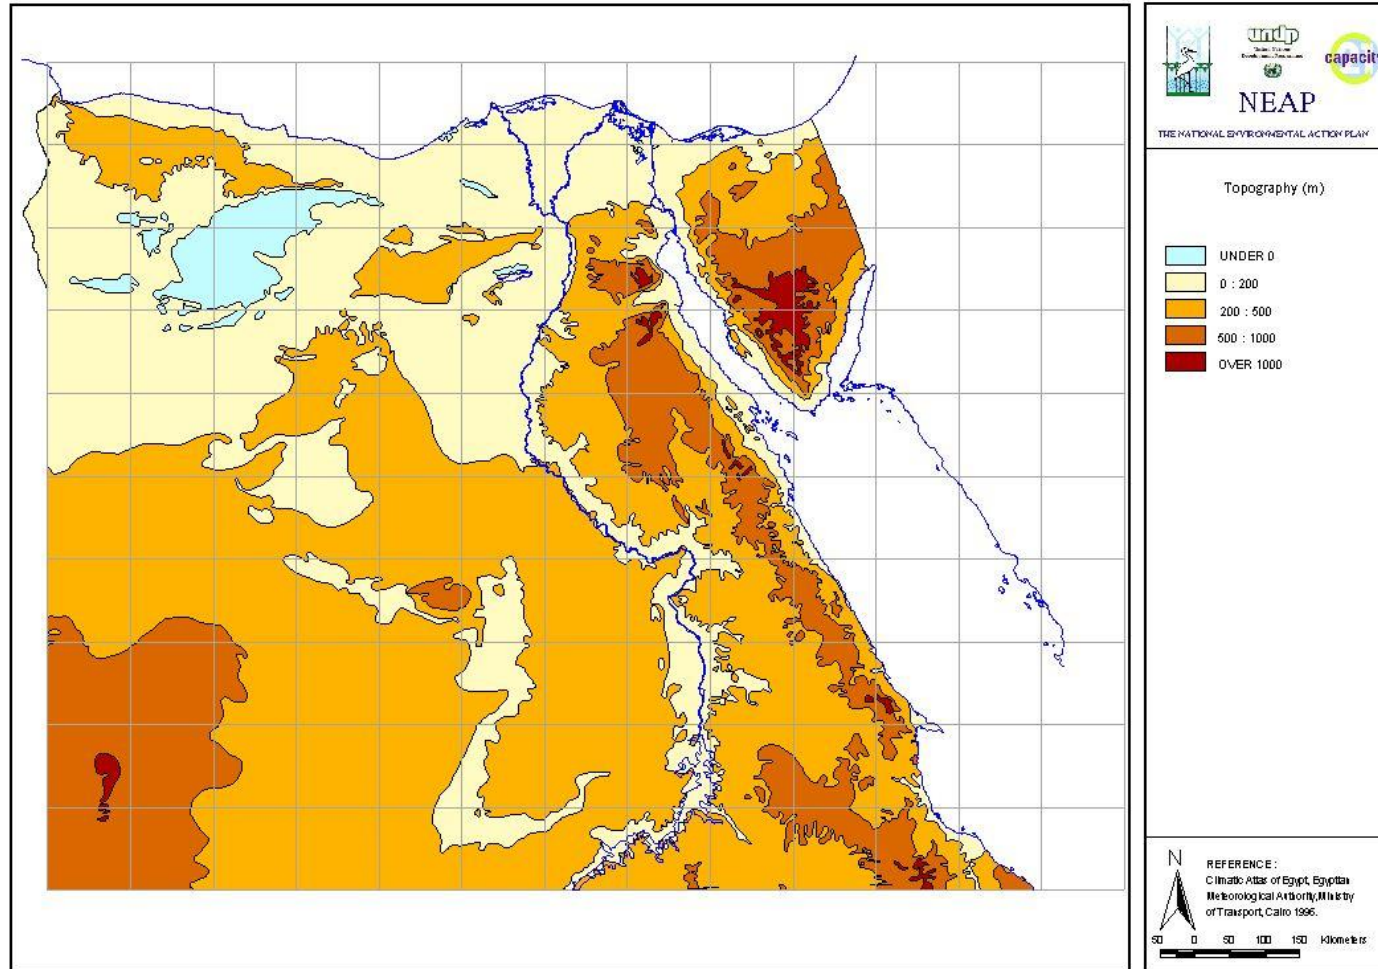 undp
capacity
NEAP
THE NATIONAL ENVIRONMENTAL ACTION PLAN
Topography (m)
UNDER 0
0 : 200
200 : 500
500 : 1000
OVER 1000
N
REFERENCE :
Climatic Atlas of Egypt, Egyptian
Meteorological Authority,Ministry
of Transport, Cairo 1996.
50 0 50 100 150 Kilometers